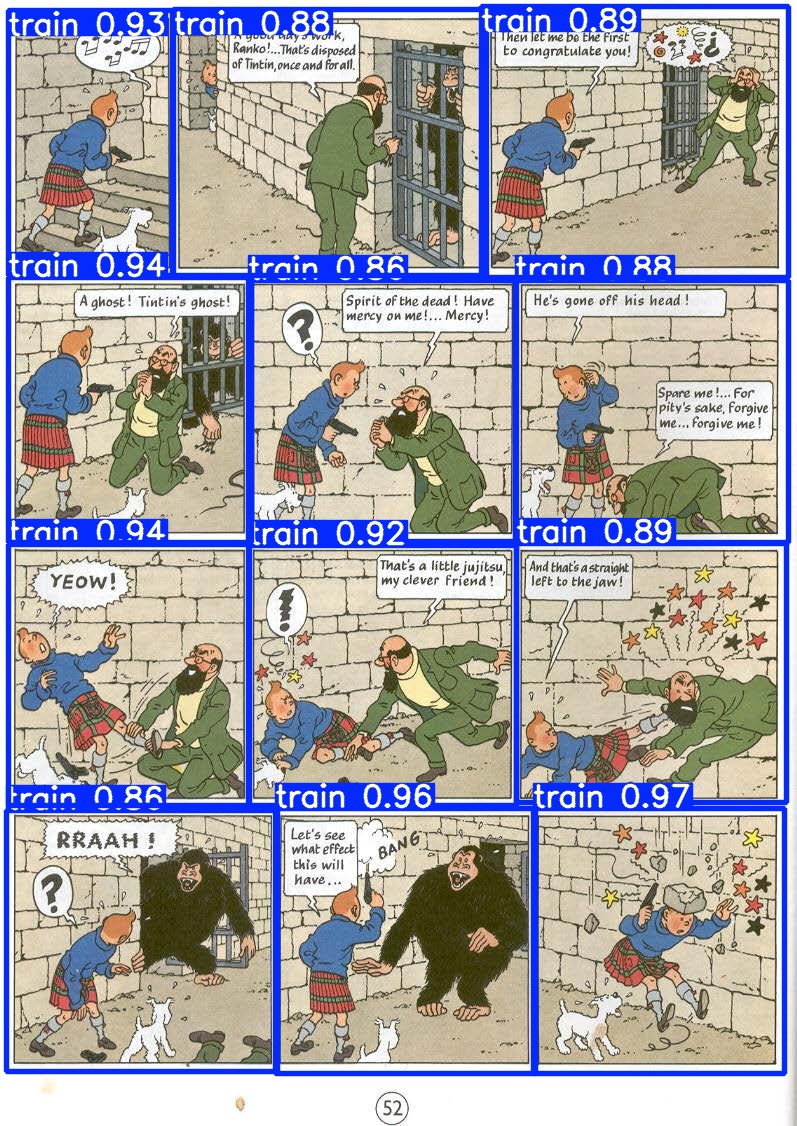 train 0.93
train 0.88
A good day's work,
Ranko!...That's disposed
of Tintin, once and for all.
train 0.89
Then let me be the first
to congratulate you!
train 0.94
A ghost! Tintin's ghost!
train 0.86
?
Spirit of the dead! Have
mercy on me!... Mercy!
train 0.88
He's gone off his head!
Spare me!... For
pity's sake, forgive
me... forgive me!
train 0.94
YEOW!
train 0.92
!
That's a little jujitsu,
my clever friend!
train 0.89
And that's a straight
left to the jaw!
train 0.86
RRAAH!
?
train 0.96
Let's see
what effect
this will
have...
BANG
train 0.97
52